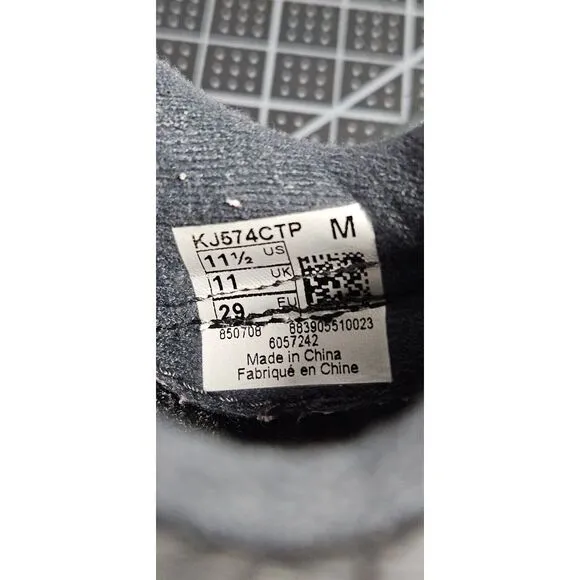 KJ574CTP M
11½ US
11 UK
29 EU
850708 883905510023
6057242
Made in China
Fabriqué en Chine